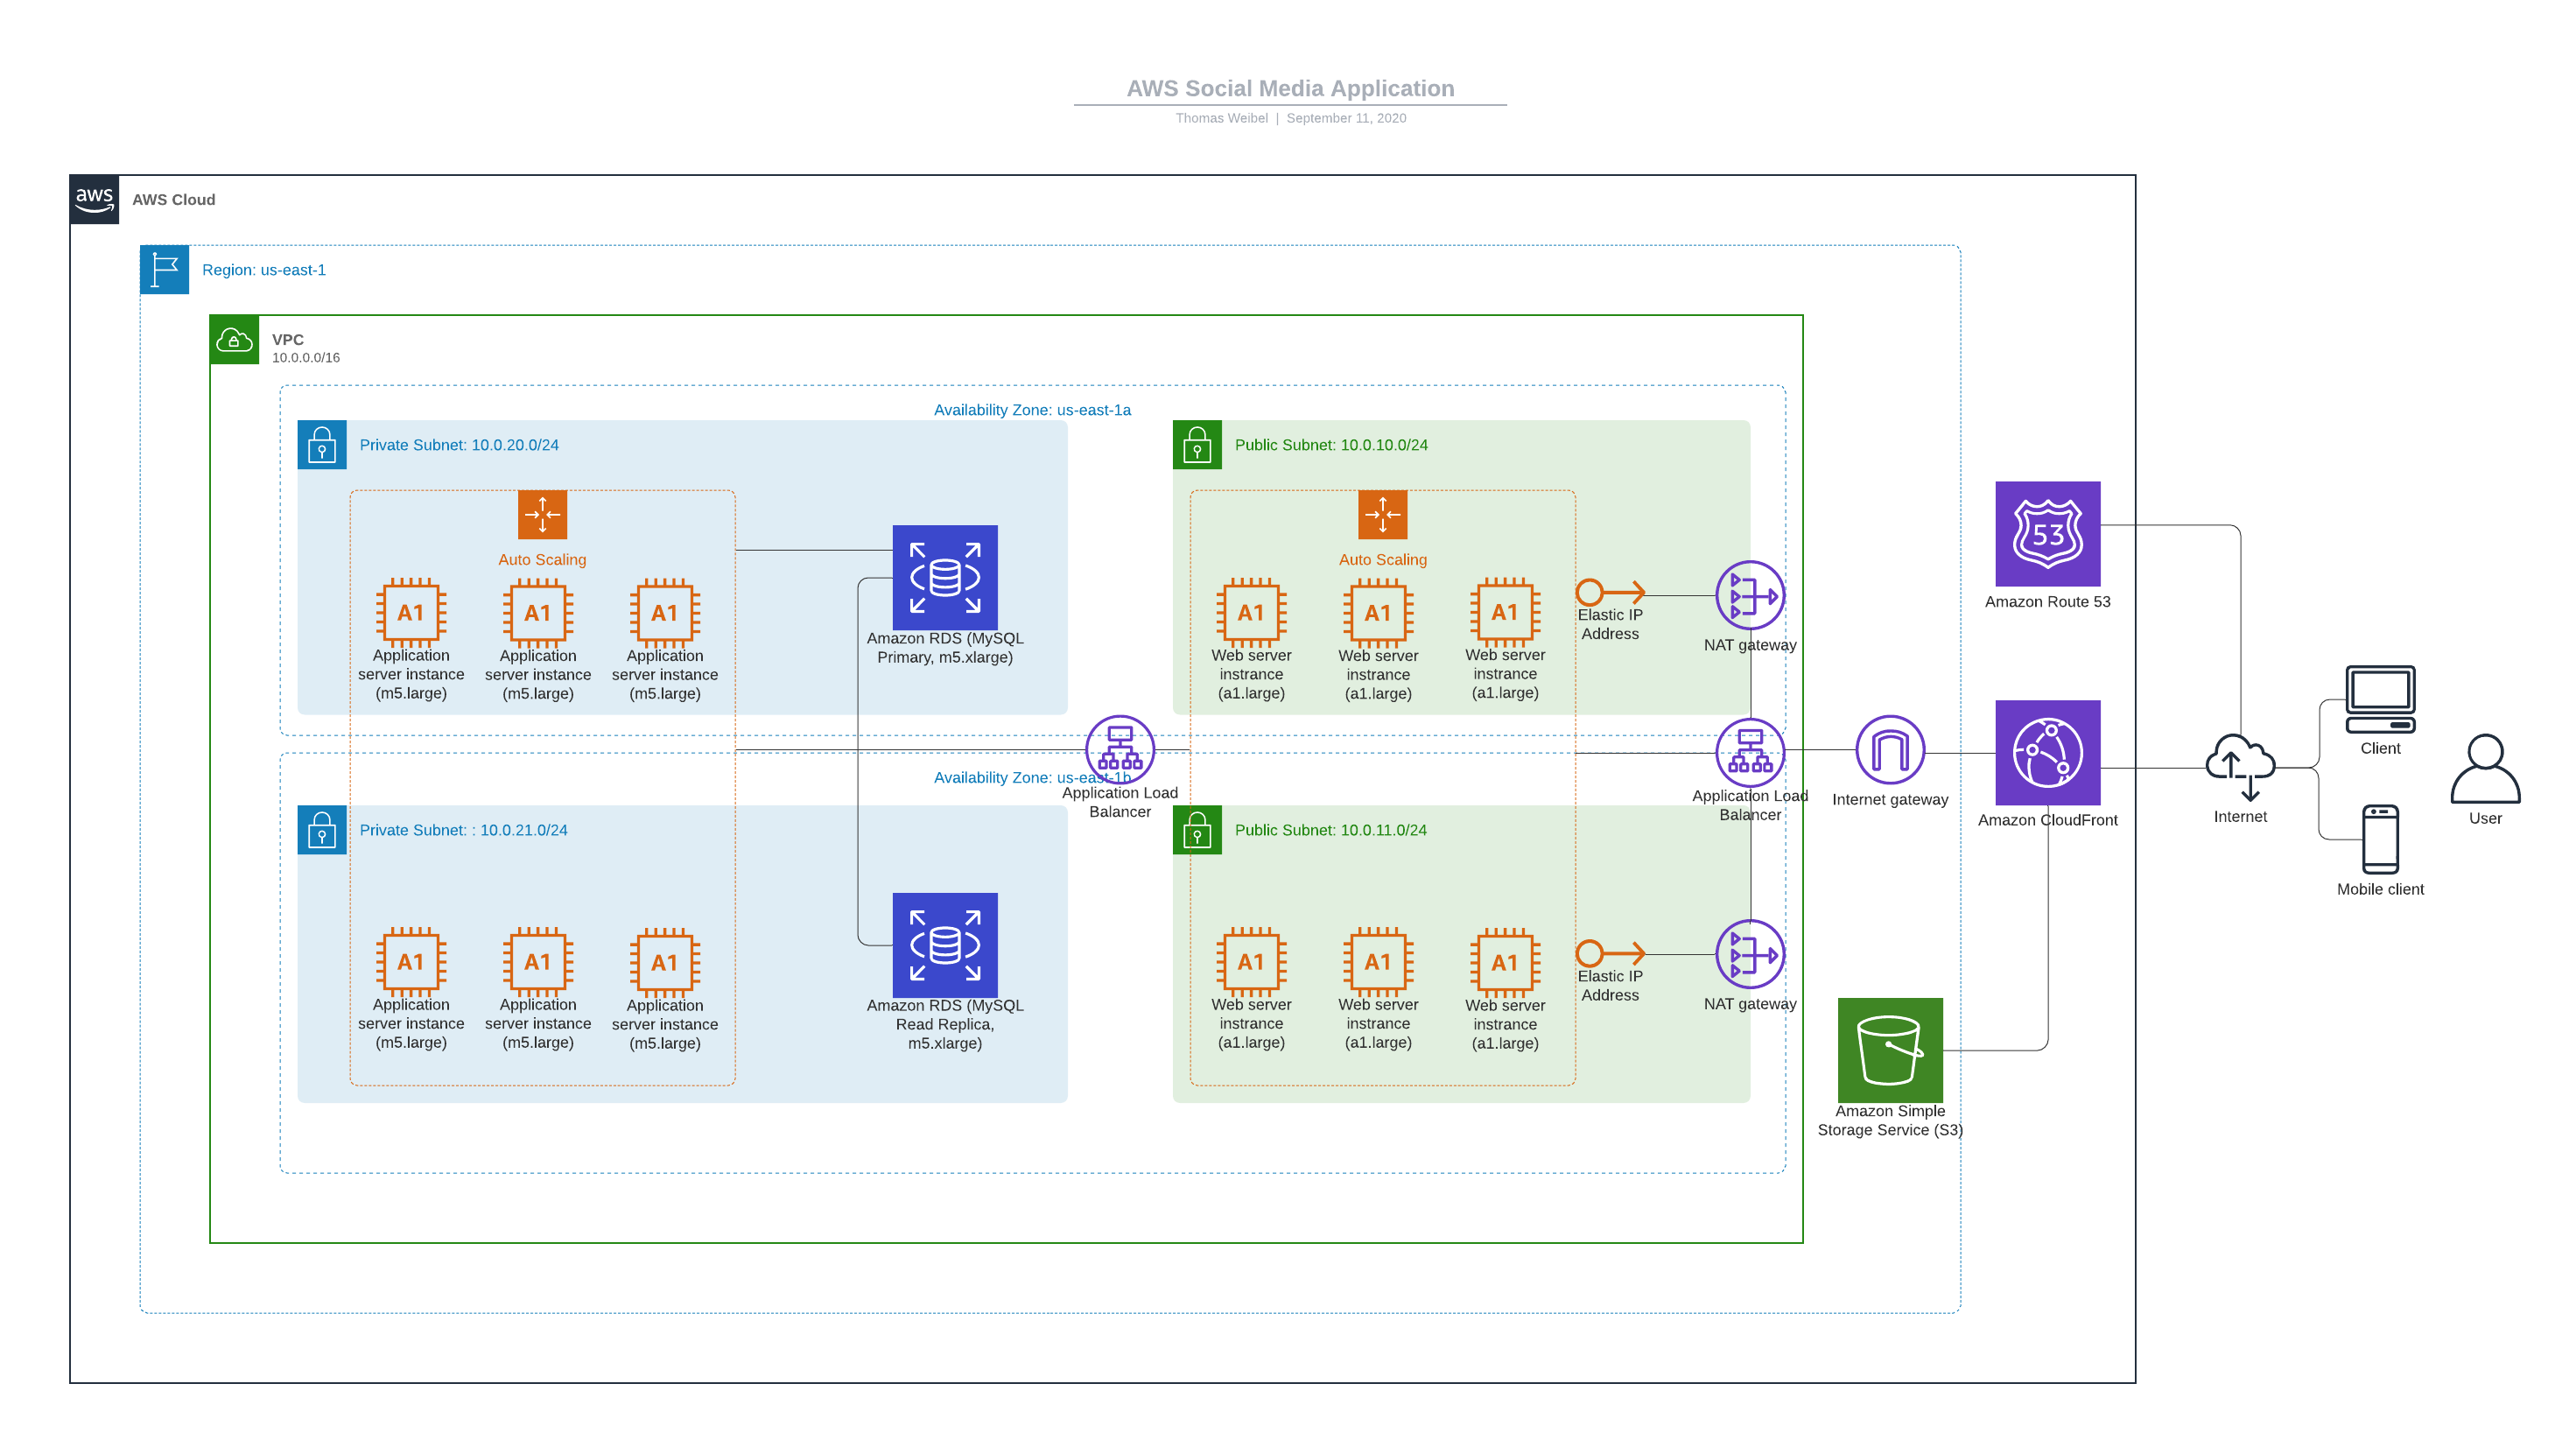 AWS Social Media Application
Thomas Weibel | September 11, 2020
aws
AWS Cloud
Region: us-east-1
VPC
10.0.0.0/16
Availability Zone: us-east-1a
Private Subnet: 10.0.20.0/24
Auto Scaling
A1
A1
A1
Application
server instance
(m5.large)
Application
server instance
(m5.large)
Application
server instance
(m5.large)
Amazon RDS (MySQL
Primary, m5.xlarge)
Public Subnet: 10.0.10.0/24
Auto Scaling
A1
A1
A1
Web server
instrance
(a1.large)
Web server
instrance
(a1.large)
Web server
instrance
(a1.large)
Elastic IP
Address
NAT gateway
Availability Zone: us-east-1b
Application Load
Balancer
Application Load
Balancer
Internet gateway
Private Subnet: : 10.0.21.0/24
A1
A1
A1
Application
server instance
(m5.large)
Application
server instance
(m5.large)
Application
server instance
(m5.large)
Amazon RDS (MySQL
Read Replica,
m5.xlarge)
Public Subnet: 10.0.11.0/24
A1
A1
A1
Web server
instrance
(a1.large)
Web server
instrance
(a1.large)
Web server
instrance
(a1.large)
Elastic IP
Address
NAT gateway
53
Amazon Route 53
Amazon CloudFront
Amazon Simple
Storage Service (S3)
Internet
Client
Mobile client
User